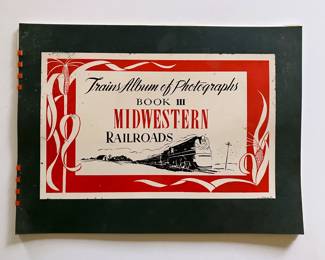 Trains Album of Photographs
BOOK III
MIDWESTERN
RAILROADS